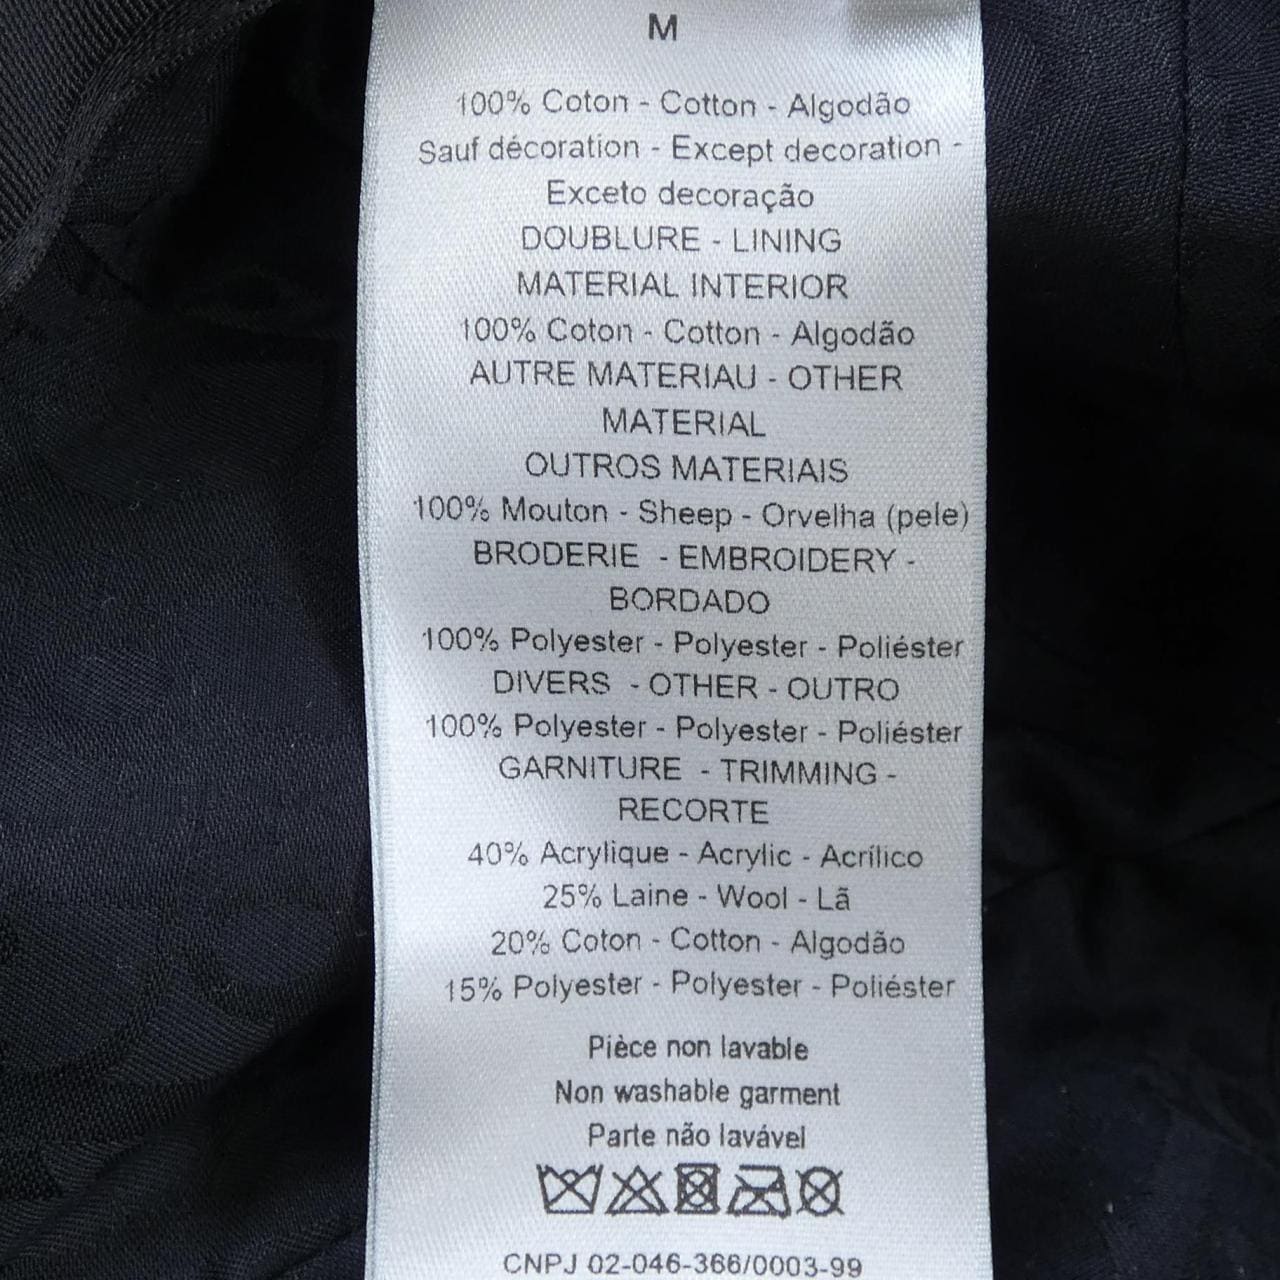 M
100% Coton - Cotton - Algodão
Sauf décoration - Except decoration -
Exceto decoração
DOUBLURE - LINING
MATERIAL INTERIOR
100% Coton - Cotton - Algodão
AUTRE MATERIAU - OTHER
MATERIAL
OUTROS MATERIAIS
100% Mouton - Sheep - Orvelha (pele)
BRODERIE - EMBROIDERY -
BORDADO
100% Polyester - Polyester - Poliéster
DIVERS - OTHER - OUTRO
100% Polyester - Polyester - Poliéster
GARNITURE - TRIMMING -
RECORTE
40% Acrylique - Acrylic - Acrílico
25% Laine - Wool - Lã
20% Coton - Cotton - Algodão
15% Polyester - Polyester - Poliéster
Pièce non lavable
Non washable garment
Parte não lavável
CNPJ 02-046-366/0003-99